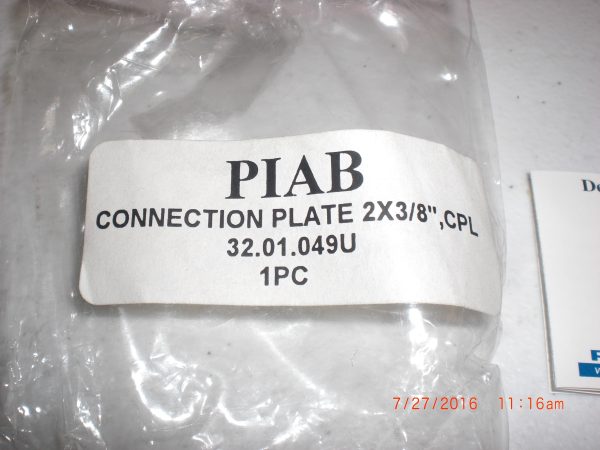 PIAB
CONNECTION PLATE 2X3/8",CPL
32.01.049U
1PC
7/27/2016 11:16am